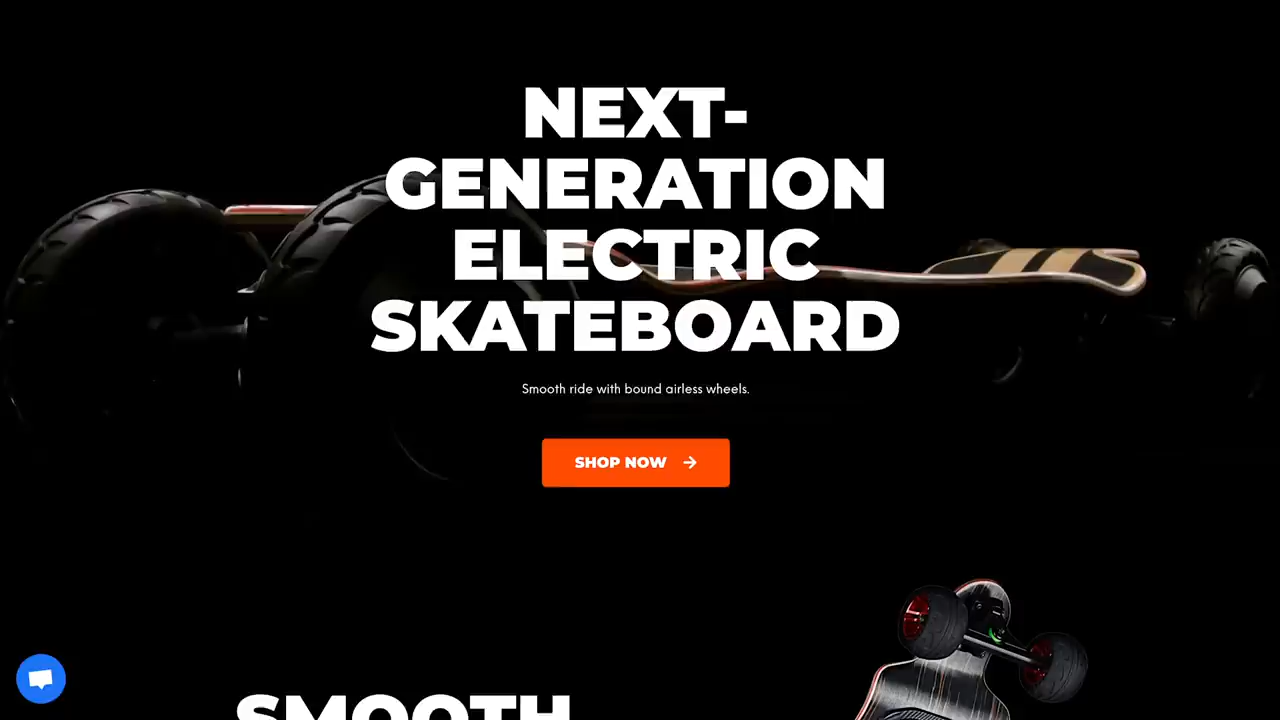 NEXT-
GENERATION
ELECTRIC
SKATEBOARD
Smooth ride with bound airless wheels.
SHOP NOW
SMOOTH